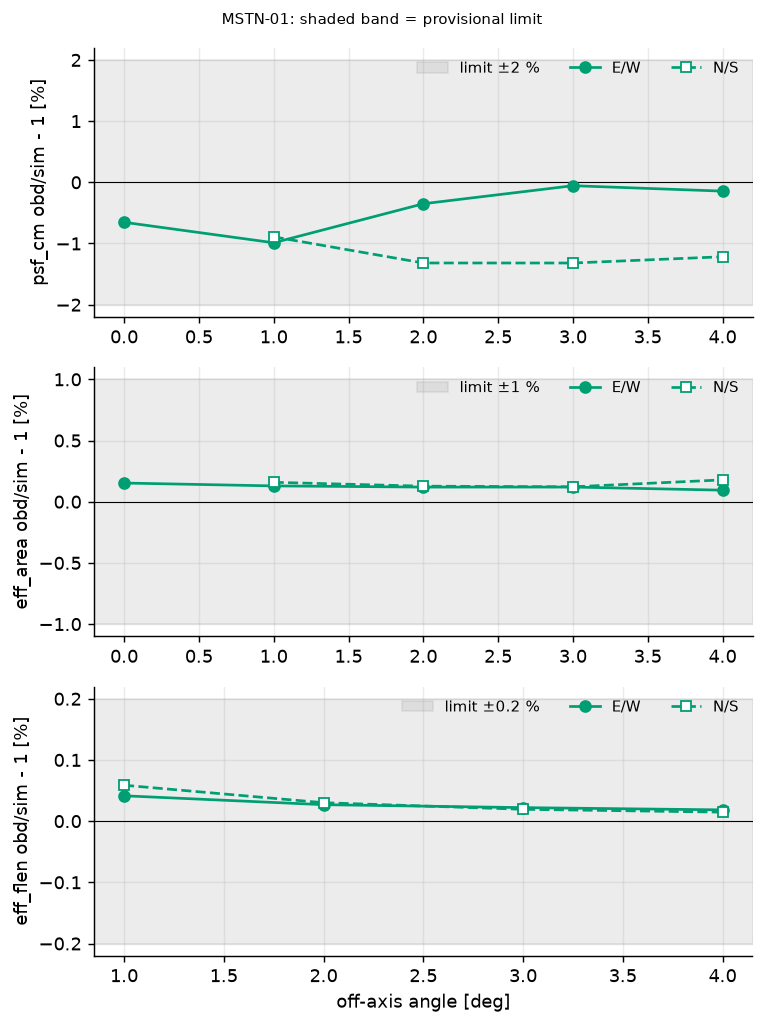 MSTN-01: shaded band = provisional limit
psf_cm obd/sim - 1 [%]
2
1
0
−1
−2
limit ±2 %
E/W
N/S
0.0 0.5 1.0 1.5 2.0 2.5 3.0 3.5 4.0
eff_area obd/sim - 1 [%]
1.0
0.5
0.0
−0.5
−1.0
limit ±1 %
E/W
N/S
0.0 0.5 1.0 1.5 2.0 2.5 3.0 3.5 4.0
eff_flen obd/sim - 1 [%]
0.2
0.1
0.0
−0.1
−0.2
limit ±0.2 %
E/W
N/S
1.0 1.5 2.0 2.5 3.0 3.5 4.0
off-axis angle [deg]